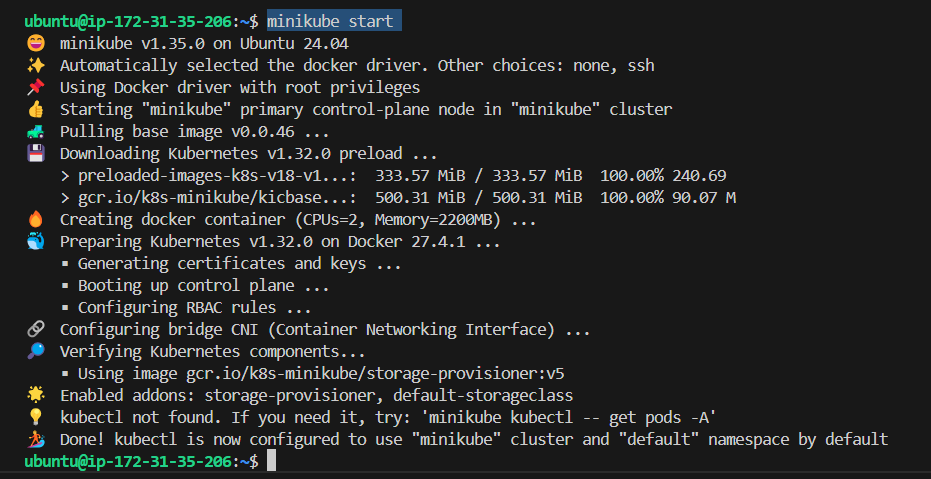 ubuntu@ip-172-31-35-206:~$ minikube start
😄 minikube v1.35.0 on Ubuntu 24.04
✨ Automatically selected the docker driver. Other choices: none, ssh
📌 Using Docker driver with root privileges
👍 Starting "minikube" primary control-plane node in "minikube" cluster
🚜 Pulling base image v0.0.46 ...
💾 Downloading Kubernetes v1.32.0 preload ...
> preloaded-images-k8s-v18-v1...: 333.57 MiB / 333.57 MiB 100.00% 240.69
> gcr.io/k8s-minikube/kicbase...: 500.31 MiB / 500.31 MiB 100.00% 90.07 M
🔥 Creating docker container (CPUs=2, Memory=2200MB) ...
🐳 Preparing Kubernetes v1.32.0 on Docker 27.4.1 ...
▪ Generating certificates and keys ...
▪ Booting up control plane ...
▪ Configuring RBAC rules ...
🔗 Configuring bridge CNI (Container Networking Interface) ...
🔎 Verifying Kubernetes components...
▪ Using image gcr.io/k8s-minikube/storage-provisioner:v5
🌟 Enabled addons: storage-provisioner, default-storageclass
💡 kubectl not found. If you need it, try: 'minikube kubectl -- get pods -A'
🏄 Done! kubectl is now configured to use "minikube" cluster and "default" namespace by default
ubuntu@ip-172-31-35-206:~$